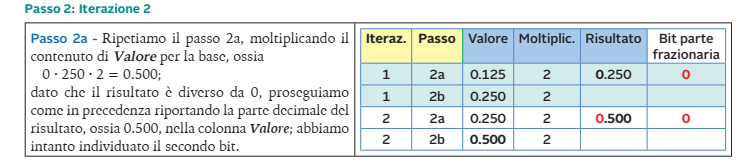 Passo 2: Iterazione 2
Passo 2a - Ripetiamo il passo 2a, moltiplicando il
contenuto di Valore per la base, ossia
0 · 250 · 2 = 0.500;
dato che il risultato è diverso da 0, proseguiamo
come in precedenza riportando la parte decimale del
risultato, ossia 0.500, nella colonna Valore; abbiamo
intanto individuato il secondo bit.
Iteraz. Passo Valore Moltiplic. Risultato Bit parte
frazionaria
1 2a 0.125 2 0.250 0
1 2b 0.250 2
2 2a 0.250 2 0.500 0
2 2b 0.500 2